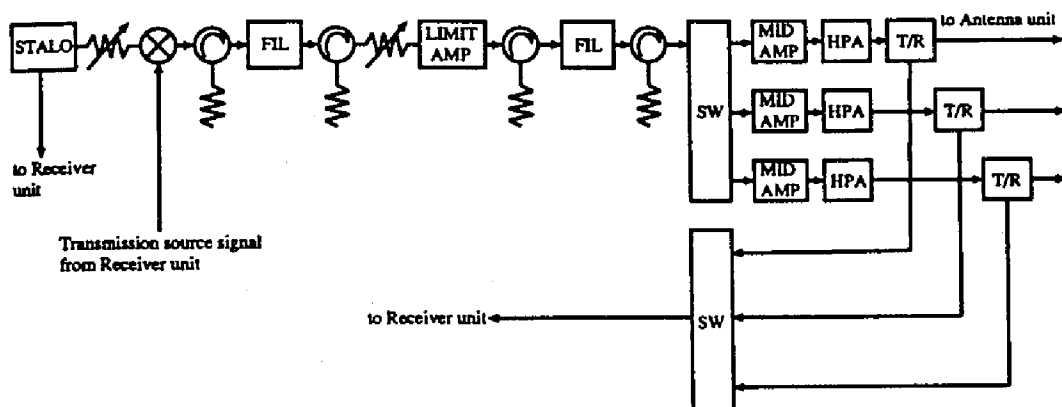 to Antenna unit
STALO
FIL
LIMIT
AMP
FIL
SW
MID
AMP
HPA
T/R
MID
AMP
HPA
T/R
MID
AMP
HPA
T/R
to Receiver
unit
Transmission source signal
from Receiver unit
to Receiver unit
SW